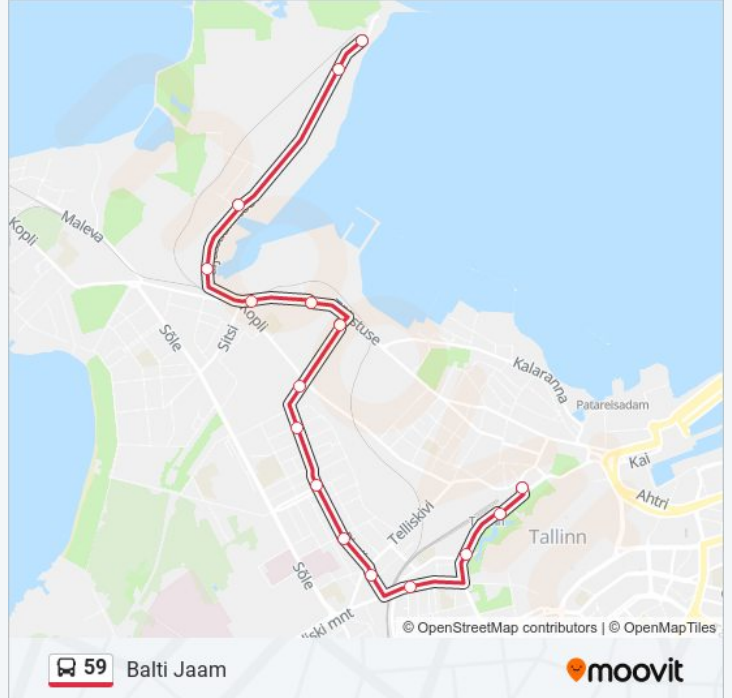 Maleva
Kopli
Sõle
Sitsi
Kopli
Kalaranna
Patareisadam
Kai
Ahtri
Telliskivi
Tallinn
Sõle
mnt
© OpenStreetMap contributors | © OpenMapTiles
59 Balti Jaam
moovit